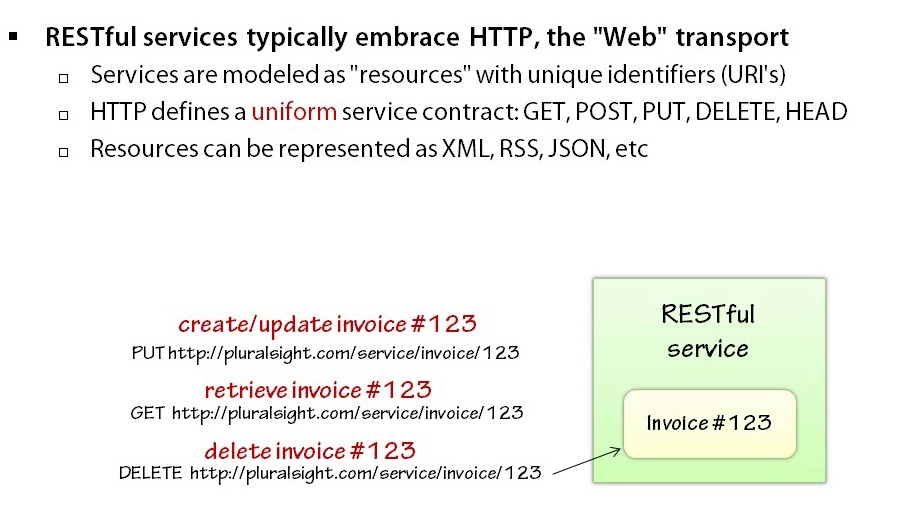 RESTful services typically embrace HTTP, the "Web" transport
Services are modeled as "resources" with unique identifiers (URI's)
HTTP defines a uniform service contract: GET, POST, PUT, DELETE, HEAD
Resources can be represented as XML, RSS, JSON, etc
create/update invoice #123
PUT http://pluralsight.com/service/invoice/123
retrieve invoice #123
GET http://pluralsight.com/service/invoice/123
delete invoice #123
DELETE http://pluralsight.com/service/invoice/123
RESTful
service
Invoice #123